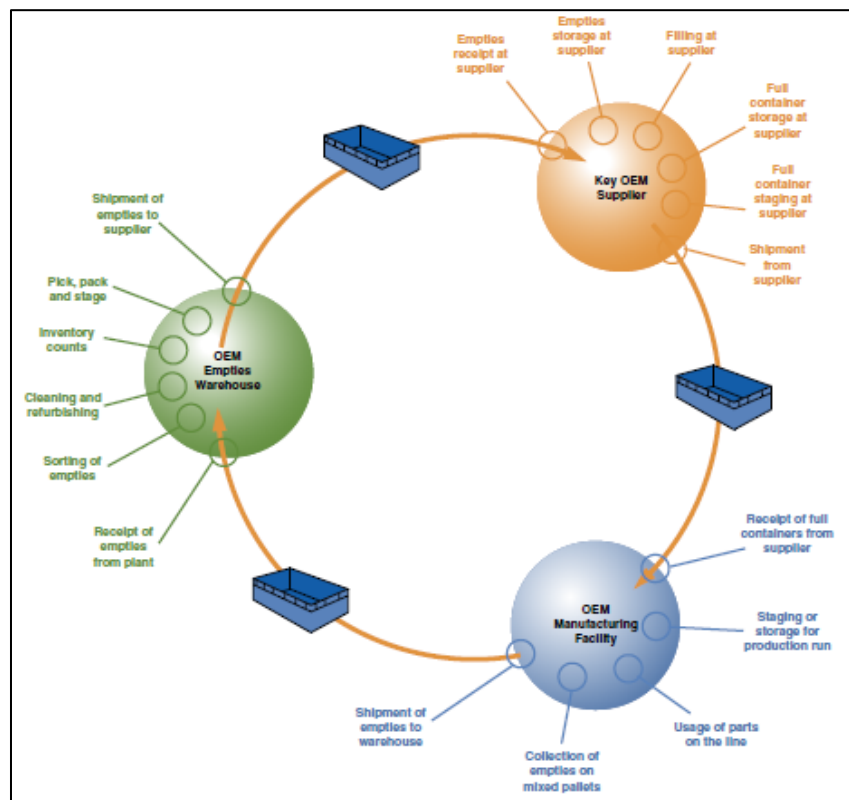 Empties
receipt at
supplier
Empties
storage at
supplier
Filling at
supplier
Full
container
storage at
supplier
Full
container
staging at
supplier
Shipment
from
supplier
Key OEM
Supplier
Shipment of
empties to
supplier
Pick, pack
and stage
Inventory
counts
Cleaning and
refurbishing
Sorting of
empties
Receipt of
empties
from plant
OEM
Empties
Warehouse
Receipt of full
containers from
supplier
Staging or
storage for
production run
Usage of parts
on the line
Collection of
empties on
mixed pallets
Shipment of
empties to
warehouse
OEM
Manufacturing
Facility